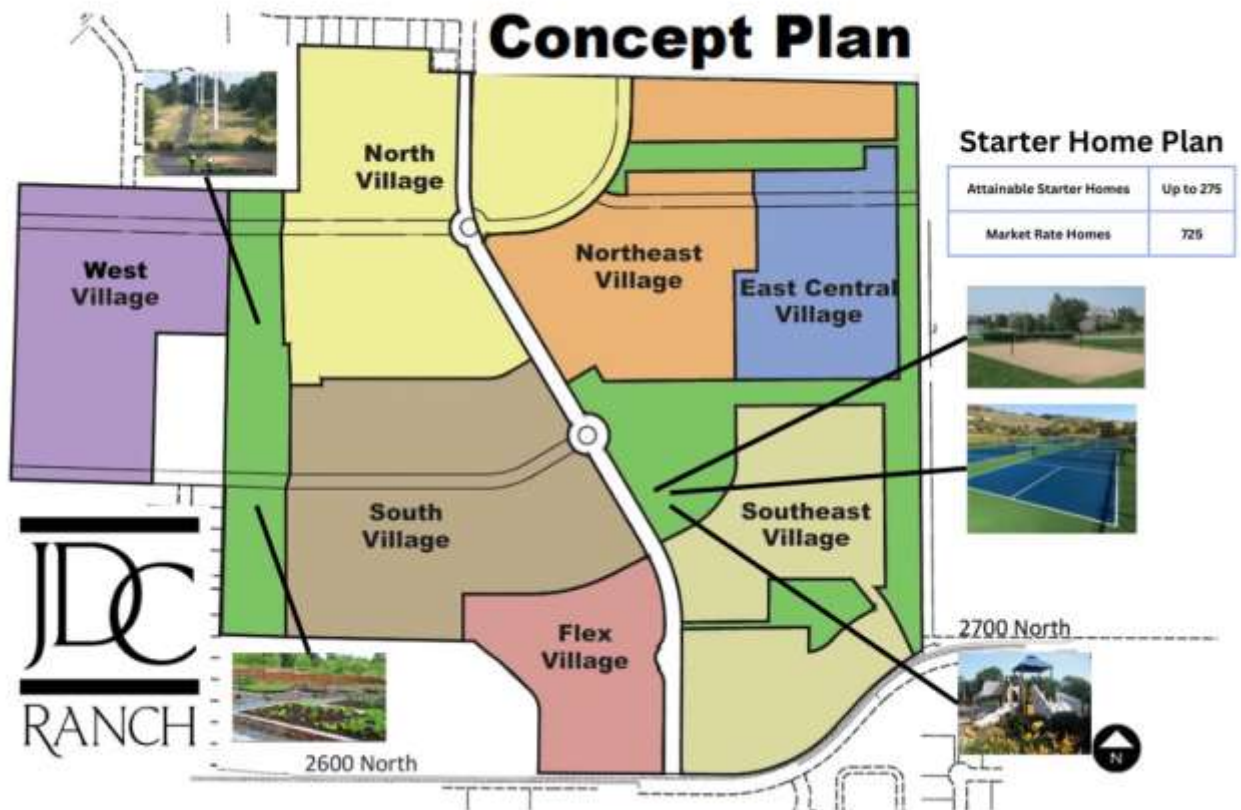 Concept Plan
Starter Home Plan
Attainable Starter Homes Up to 275
Market Rate Homes 725
North
Village
West
Village
Northeast
Village
East Central
Village
South
Village
Southeast
Village
Flex
Village
JDC
RANCH
2700 North
2600 North
N